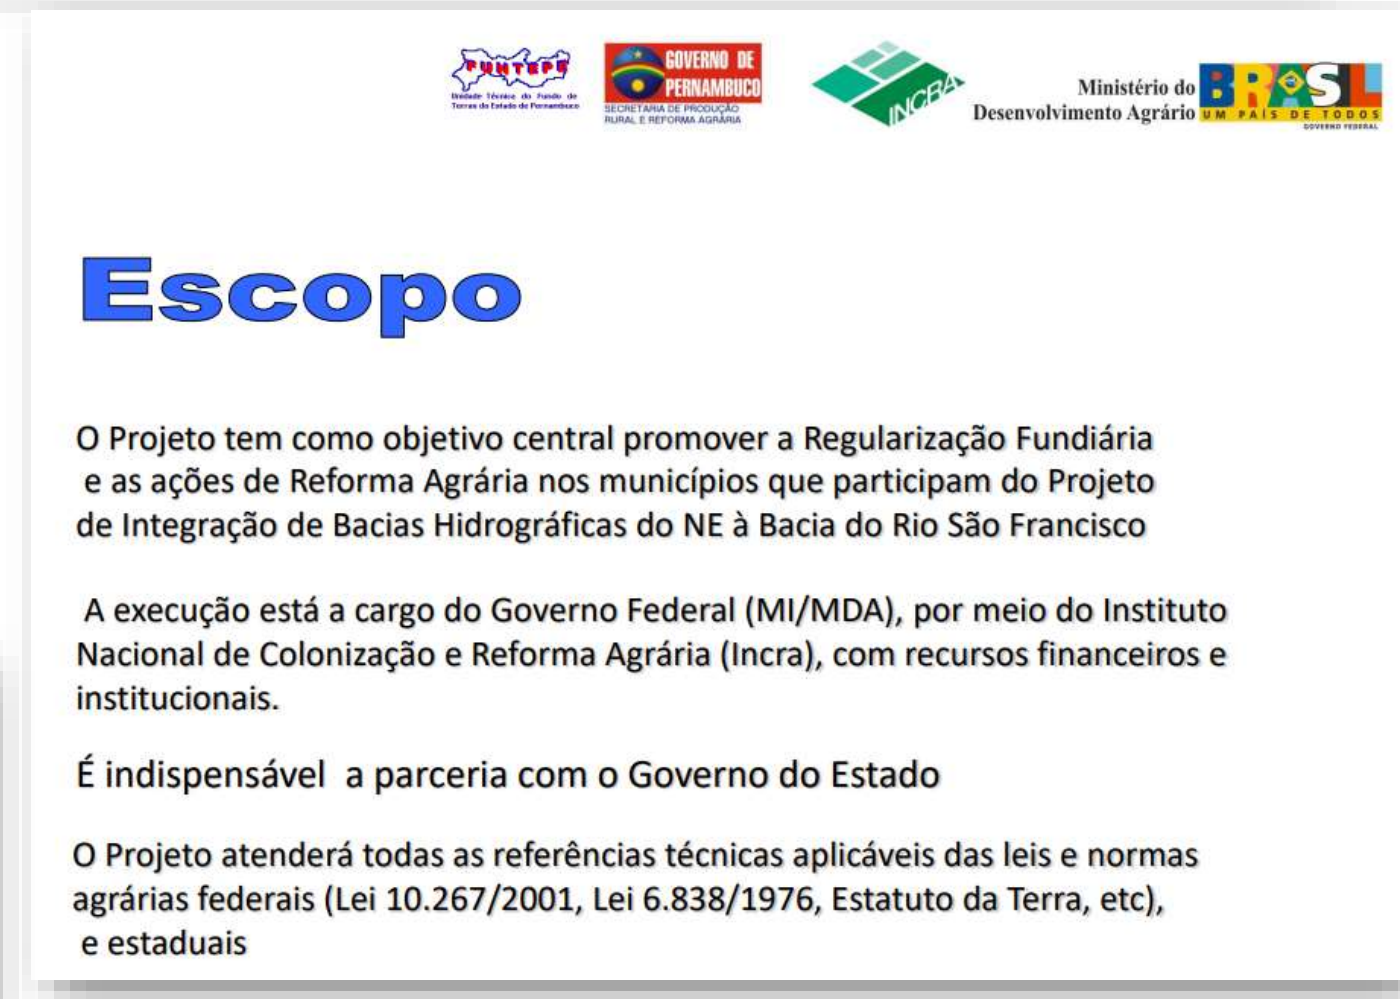 FUNTEPE
Unidade Técnica do Fundo de
Terras do Estado de Pernambuco
GOVERNO DE
PERNAMBUCO
SECRETARIA DE PRODUÇÃO
RURAL E REFORMA AGRÁRIA
INCRA
Ministério do
Desenvolvimento Agrário
BRASIL
UM PAÍS DE TODOS
GOVERNO FEDERAL
Escopo
O Projeto tem como objetivo central promover a Regularização Fundiária
e as ações de Reforma Agrária nos municípios que participam do Projeto
de Integração de Bacias Hidrográficas do NE à Bacia do Rio São Francisco
A execução está a cargo do Governo Federal (MI/MDA), por meio do Instituto
Nacional de Colonização e Reforma Agrária (Incra), com recursos financeiros e
institucionais.
É indispensável a parceria com o Governo do Estado
O Projeto atenderá todas as referências técnicas aplicáveis das leis e normas
agrárias federais (Lei 10.267/2001, Lei 6.838/1976, Estatuto da Terra, etc),
e estaduais